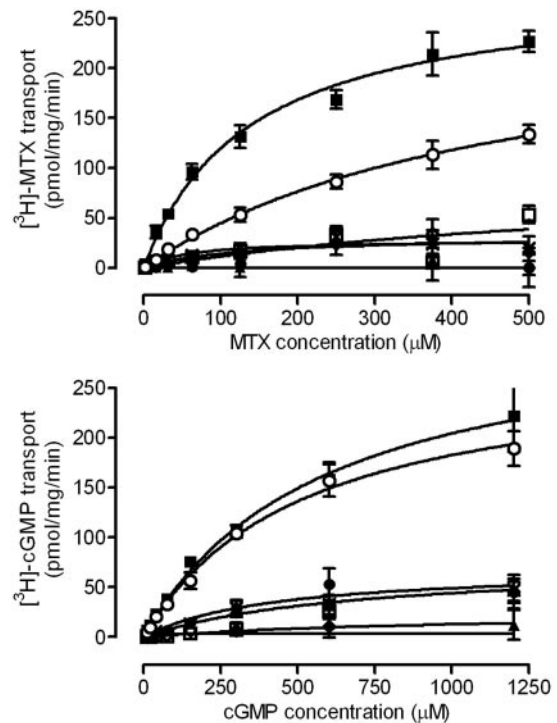 [³H]-MTX transport
(pmol/mg/min)
250
200
150
100
50
0
0 100 200 300 400 500
MTX concentration (μM)
[³H]-cGMP transport
(pmol/mg/min)
250
200
150
100
50
0
0 250 500 750 1000 1250
cGMP concentration (μM)